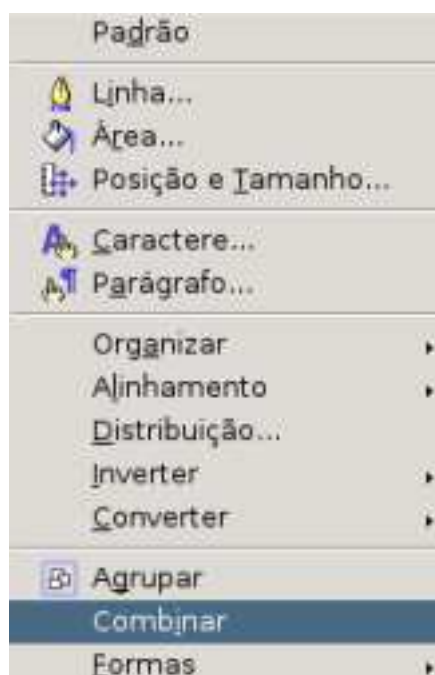 Padrão
Linha...
Área...
Posição e Tamanho...
Caractere...
Parágrafo...
Organizar
Alinhamento
Distribuição...
Inverter
Converter
Agrupar
Combinar
Formas